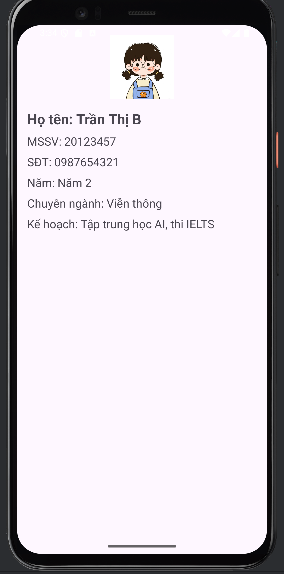 Họ tên: Trần Thị B
MSSV: 20123457
SĐT: 0987654321
Năm: Năm 2
Chuyên ngành: Viễn thông
Kế hoạch: Tập trung học AI, thi IELTS